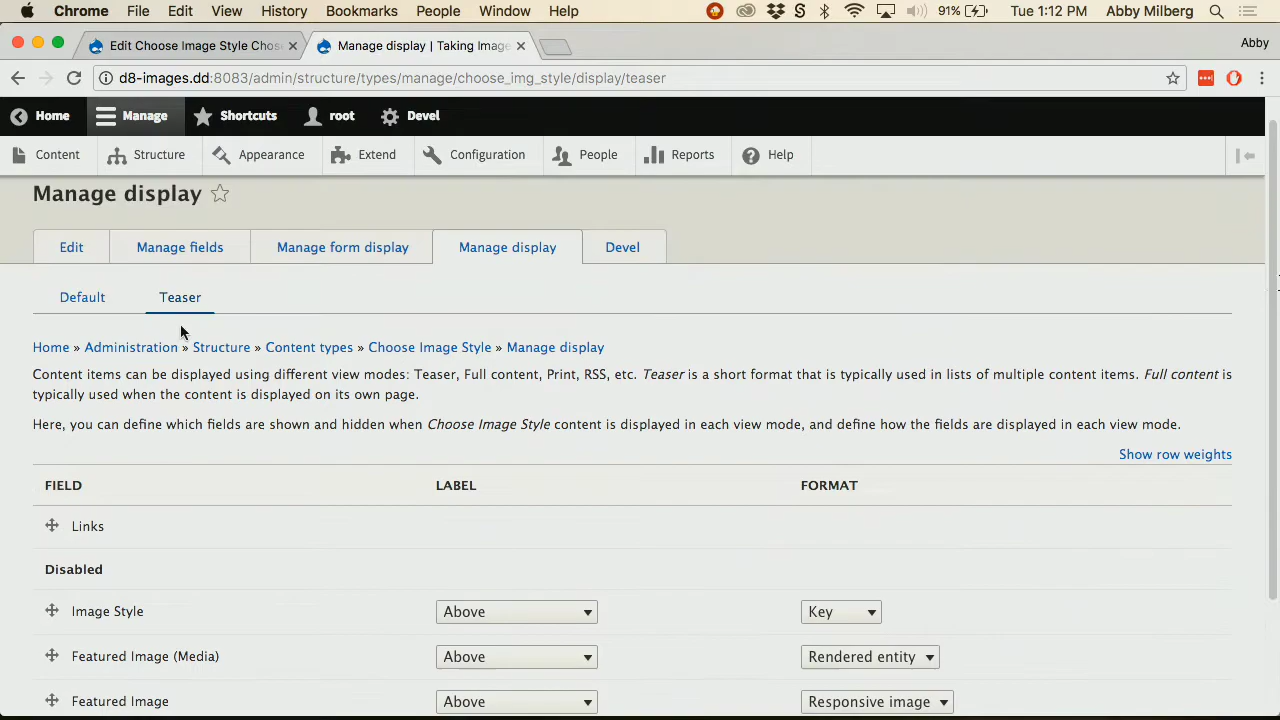 Chrome File Edit View History Bookmarks People Window Help 91% Tue 1:12 PM Abby Milberg
Edit Choose Image Style Chos Manage display | Taking Image Abby
d8-images.dd:8083/admin/structure/types/manage/choose_img_style/display/teaser
Home Manage Shortcuts root Devel
Content Structure Appearance Extend Configuration People Reports Help
Manage display
Edit Manage fields Manage form display Manage display Devel
Default Teaser
Home » Administration » Structure » Content types » Choose Image Style » Manage display
Content items can be displayed using different view modes: Teaser, Full content, Print, RSS, etc. Teaser is a short format that is typically used in lists of multiple content items. Full content is
typically used when the content is displayed on its own page.
Here, you can define which fields are shown and hidden when Choose Image Style content is displayed in each view mode, and define how the fields are displayed in each view mode.
Show row weights
FIELD LABEL FORMAT
Links
Disabled
Image Style Above Key
Featured Image (Media) Above Rendered entity
Featured Image Above Responsive image